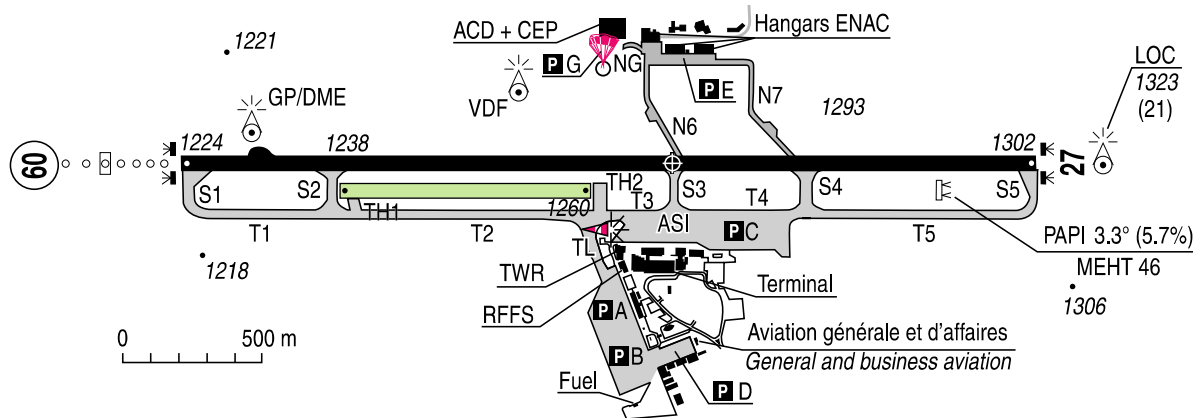 ACD + CEP
Hangars ENAC
1221
P G
NG
LOC
1323
(21)
GP/DME
VDF
P E
N7
1293
N6
1224
1238
1302
09
27
S1
S2
TH2
T3
S3
T4
S4
S5
TH1
1260
ASI
T1
T2
TL
P C
T5
PAPI 3.3° (5.7%)
MEHT 46
1218
TWR
Terminal
1306
RFFS
P A
0 500 m
P B
Aviation générale et d'affaires
General and business aviation
Fuel
P D